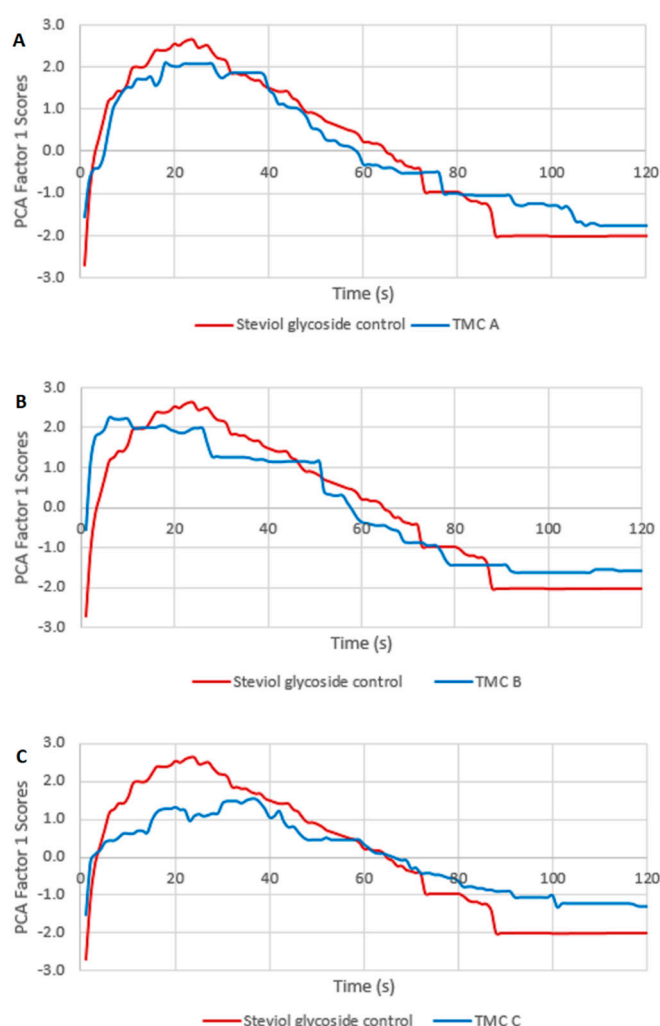 A
3.0
2.0
1.0
0.0
-1.0
-2.0
-3.0
0 20 40 60 80 100 120
PCA Factor 1 Scores
Time (s)
Steviol glycoside control TMC A
B
3.0
2.0
1.0
0.0
-1.0
-2.0
-3.0
0 20 40 60 80 100 120
PCA Factor 1 Scores
Time (s)
Steviol glycoside control TMC B
C
3.0
2.0
1.0
0.0
-1.0
-2.0
-3.0
0 20 40 60 80 100 120
PCA Factor 1 Scores
Time (s)
Steviol glycoside control TMC C